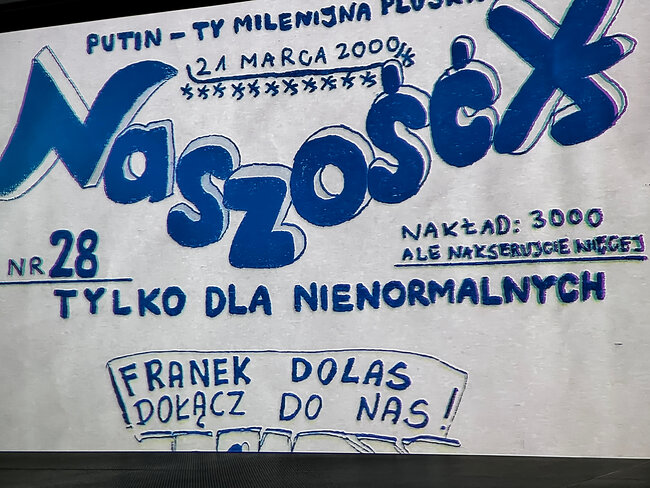 PUTIN – TY MILENIJNA
21 MARCA 2000
**********
NaszośćX
NAKŁAD: 3000
ALE NAKSERUJCIE WIĘCEJ
NR 28
TYLKO DLA NIENORMALNYCH
FRANEK DOLAS
DOŁĄCZ DO NAS!